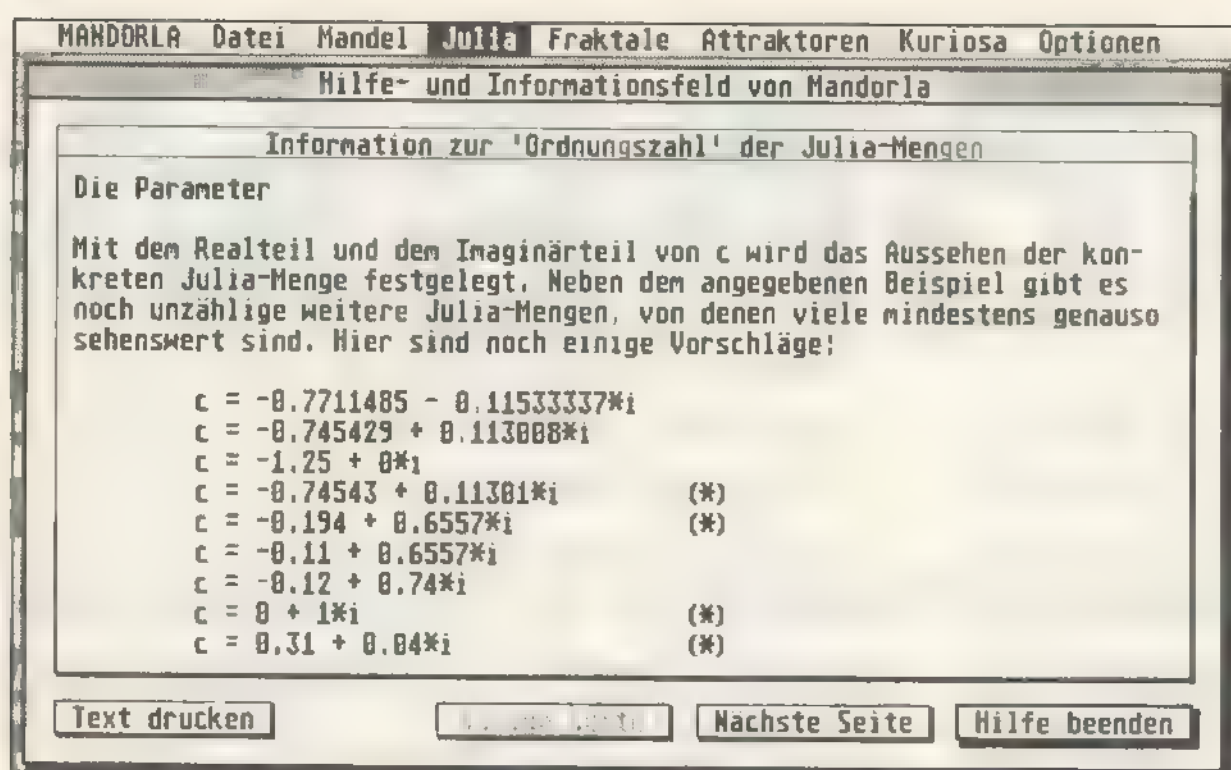 MANDORLA Datei Mandel Julia Fraktale Attraktoren Kuriosa Optionen
Hilfe- und Informationsfeld von Mandorla
Information zur 'Ordnungszahl' der Julia-Mengen
Die Parameter
Mit dem Realteil und dem Imaginärteil von c wird das Aussehen der kon-
kreten Julia-Menge festgelegt. Neben dem angegebenen Beispiel gibt es
noch unzählige weitere Julia-Mengen, von denen viele mindestens genauso
sehenswert sind. Hier sind noch einige Vorschläge:
c = -0.7711485 - 0.11533337*i
c = -0.745429 + 0.113008*i
c = -1.25 + 0*i
c = -0.74543 + 0.11301*i (*)
c = -0.194 + 0.6557*i (*)
c = -0.11 + 0.6557*i
c = -0.12 + 0.74*i
c = 0 + 1*i (*)
c = 0.31 + 0.04*i (*)
Text drucken Nächste Seite Hilfe beenden